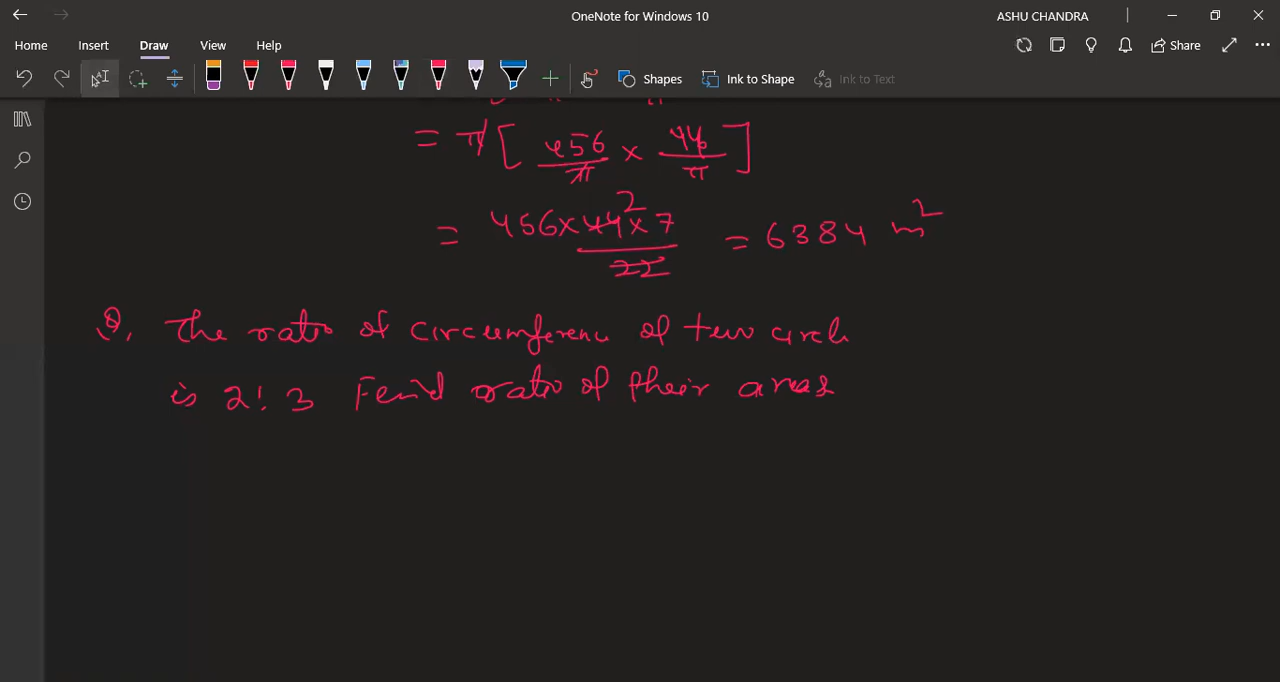 OneNote for Windows 10
ASHU CHANDRA
Home Insert Draw View Help
Share
Shapes Ink to Shape Ink to Text
= π [ 456/π × 44/π ]
= 456×44²×7/22 = 6384 m²
Q. The ratio of circumference of two circle
is 2:3 Find ratio of their areas